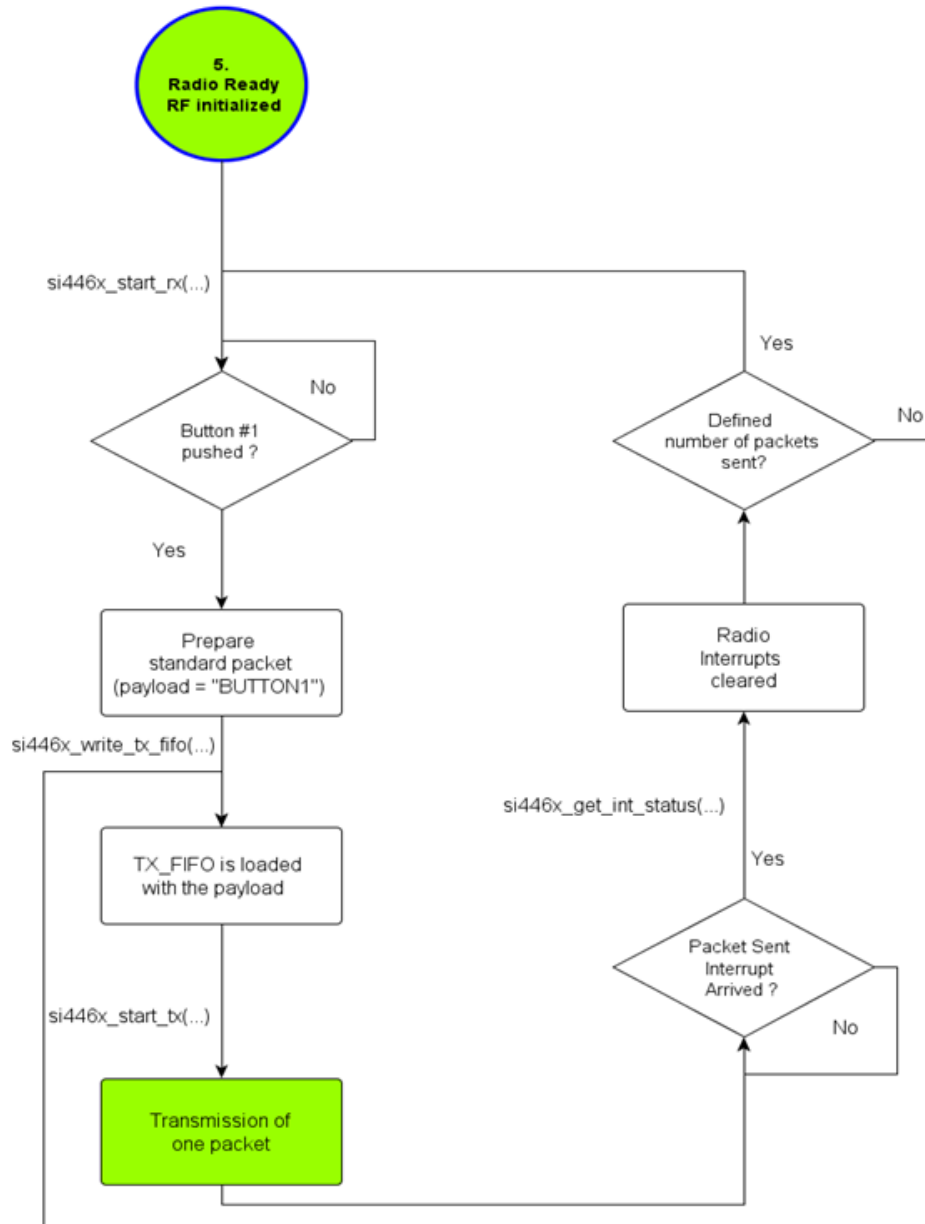 5.
Radio Ready
RF initialized
si446x_start_rx(...)
No
Button #1
pushed ?
Yes
Prepare
standard packet
(payload = "BUTTON1")
si446x_write_tx_fifo(...)
TX_FIFO is loaded
with the payload
si446x_start_tx(...)
Transmission of
one packet
Yes
No
Defined
number of packets
sent?
Radio
Interrupts
cleared
si446x_get_int_status(...)
Yes
Packet Sent
Interrupt
Arrived ?
No